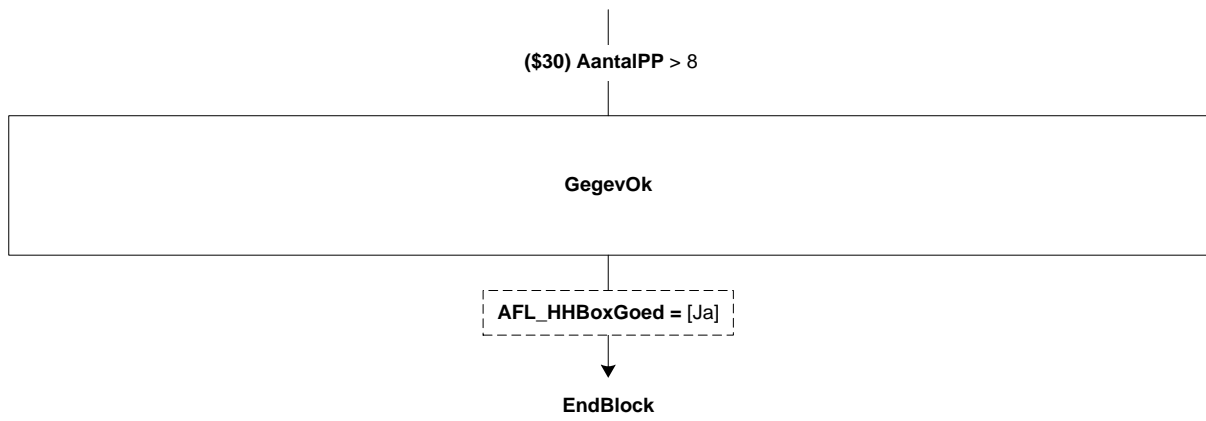 ($30) AantalPP > 8
GegevOk
AFL_HHBoxGoed = [Ja]
EndBlock